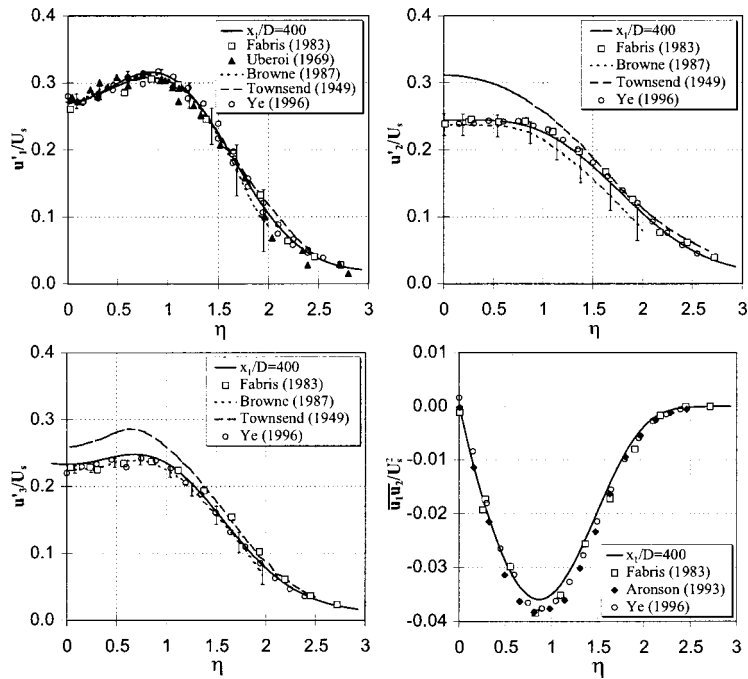 0.4
0.3
0.2
0.1
0.0
u'₁/Uₛ
x₁/D=400
Fabris (1983)
Uberoi (1969)
Browne (1987)
Townsend (1949)
Ye (1996)
0 0.5 1 1.5 2 2.5 3
η
0.4
0.3
0.2
0.1
0.0
u'₂/Uₛ
x₁/D=400
Fabris (1983)
Browne (1987)
Townsend (1949)
Ye (1996)
0 0.5 1 1.5 2 2.5 3
η
0.4
0.3
0.2
0.1
0.0
u'₃/Uₛ
x₁/D=400
Fabris (1983)
Browne (1987)
Townsend (1949)
Ye (1996)
0 0.5 1 1.5 2 2.5 3
η
0.01
0.00
-0.01
-0.02
-0.03
-0.04
u₁u₂/Uₛ²
x₁/D=400
Fabris (1983)
Aronson (1993)
Ye (1996)
0 0.5 1 1.5 2 2.5 3
η